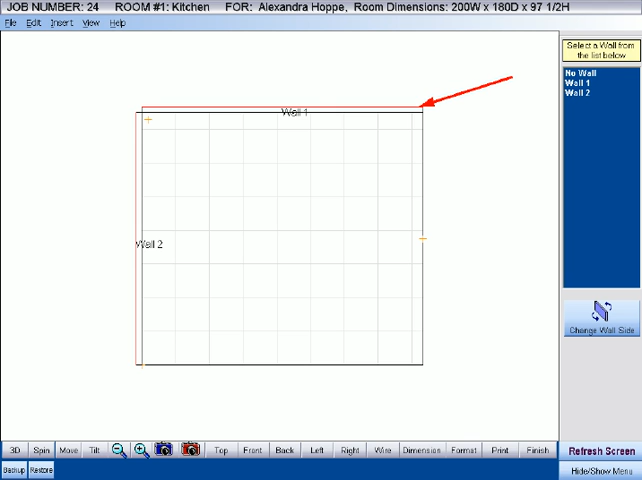 JOB NUMBER: 24 ROOM #1: Kitchen FOR: Alexandra Hoppe, Room Dimensions: 200W x 180D x 97 1/2H
File Edit Insert View Help
Select a Wall from
the list below
No Wall
Wall 1
Wall 2
Wall 1
Wall 2
Change Wall Side
3D Spin Move Tilt Top Front Back Left Right Wire Dimension Format Print Finish Refresh Screen
Backup Restore Hide/Show Menu